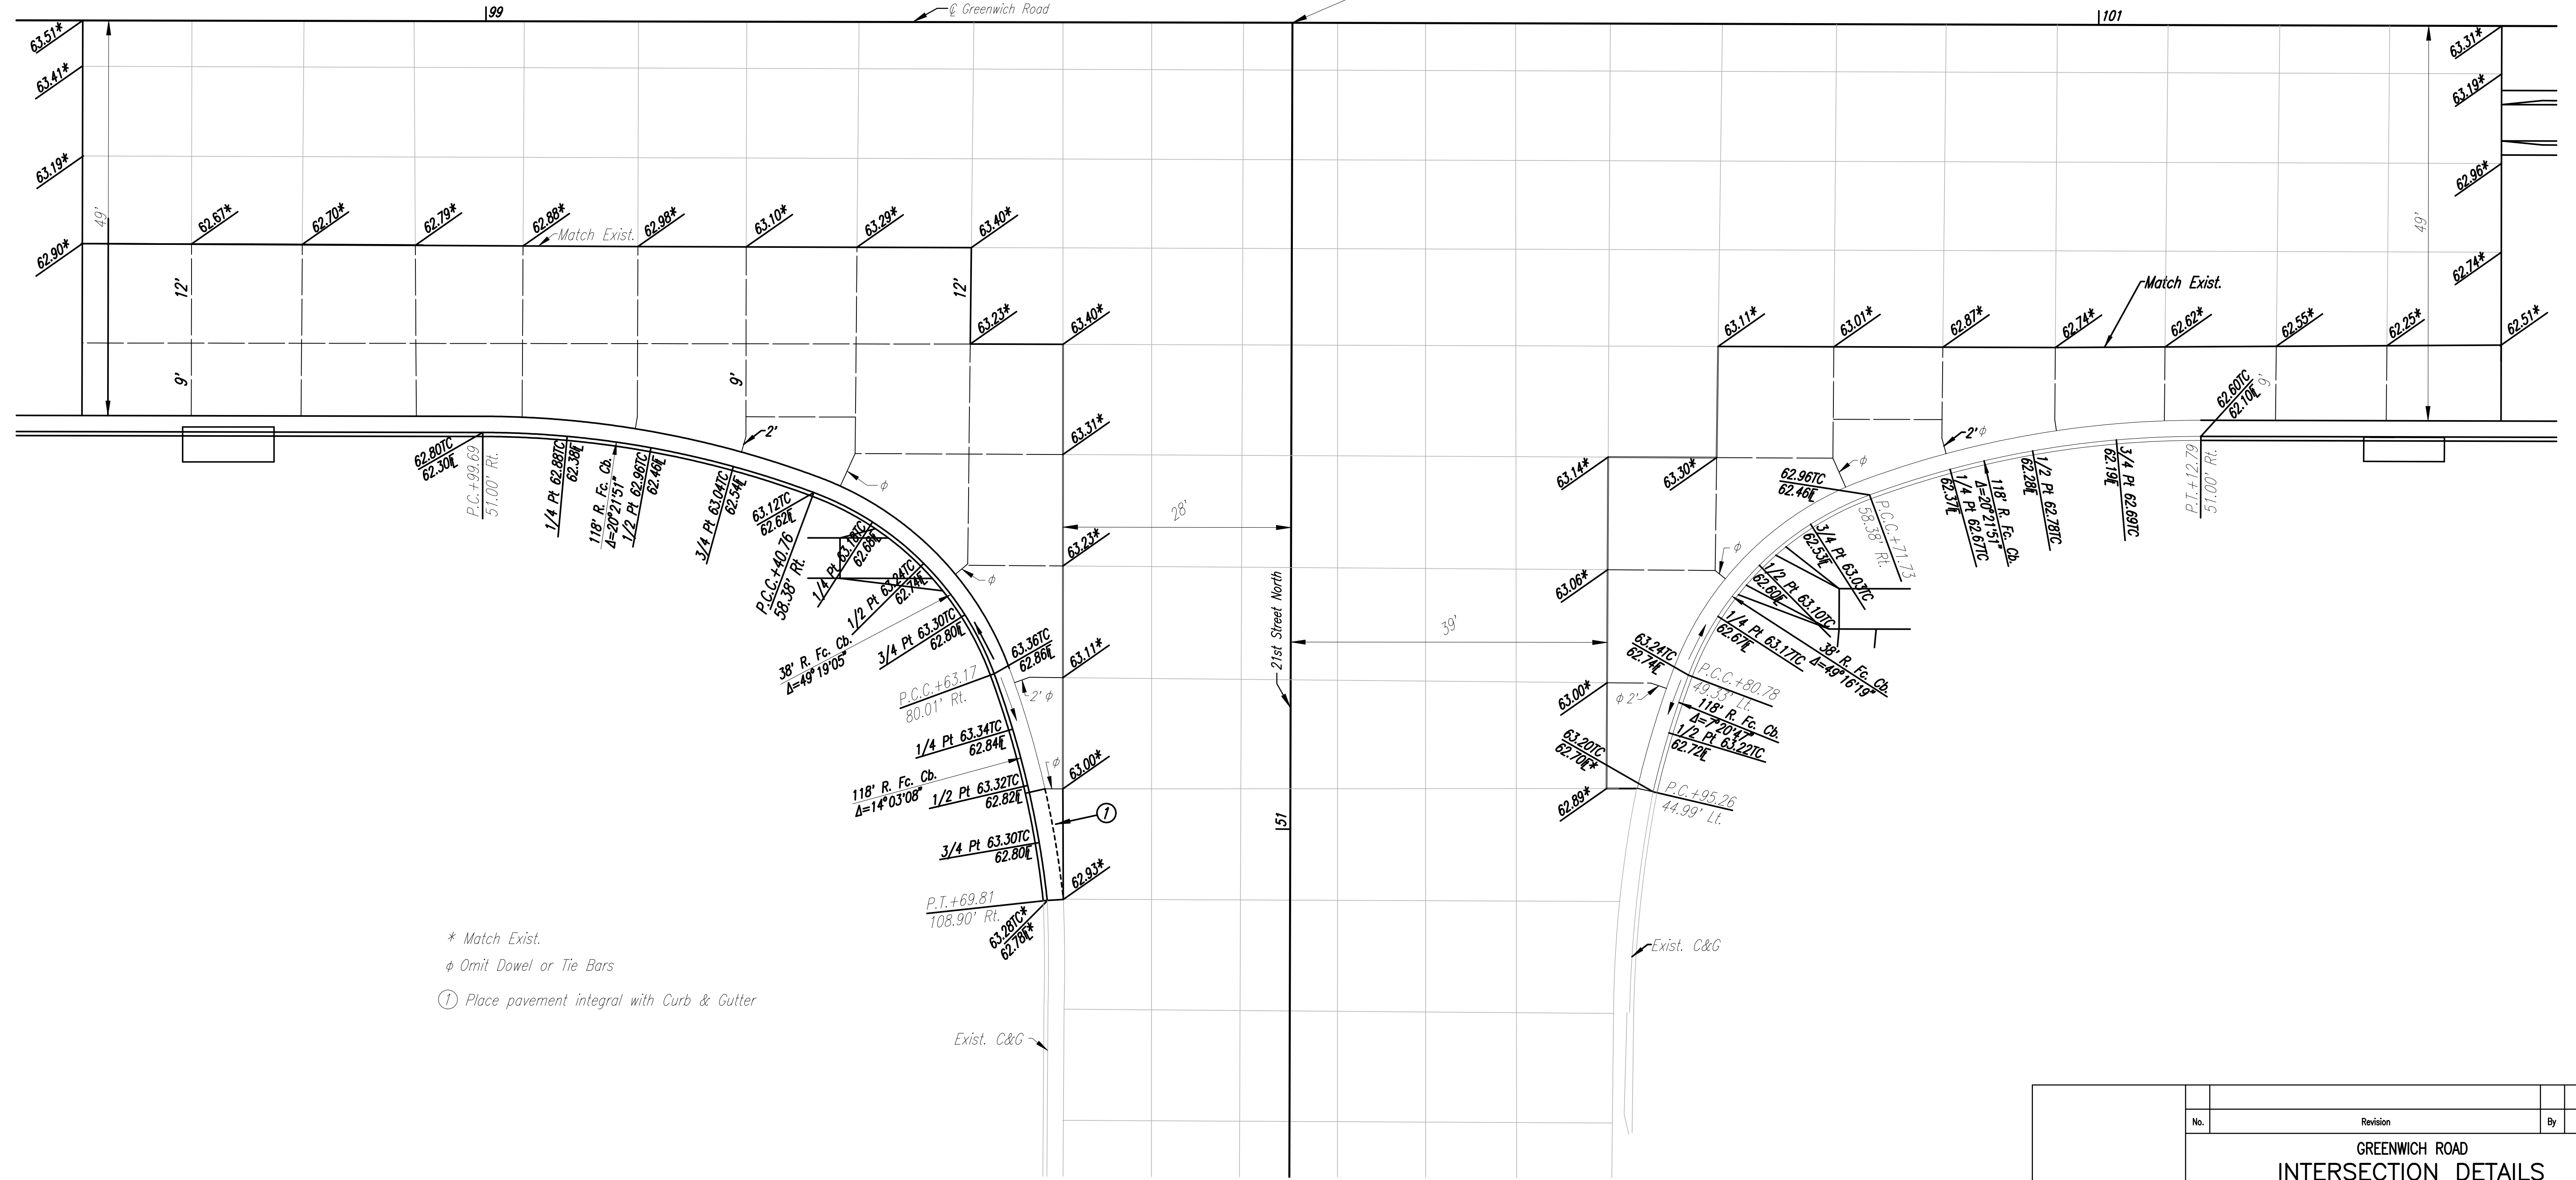 99
℄ Greenwich Road
101
63.51*
63.41*
63.19*
62.90*
49'
62.67*
62.70*
62.79*
62.88*
62.98*
63.10*
63.29*
63.40*
Match Exist.
12'
12'
9'
9'
63.23*
63.40*
63.31*
63.23*
63.11*
63.00*
62.93*
2'
ϕ
ϕ
2' ϕ
ϕ
28'
62.80TC
62.30℄
P.C.+99.69
51.00' Rt.
1/4 Pt 62.88TC
62.38℄
118' R. Fc. Cb.
Δ=20°21'51"
1/2 Pt 62.96TC
62.46℄
3/4 Pt 63.04TC
62.54℄
63.12TC
62.62℄
P.C.C.+40.76
58.38' Rt.
1/4 Pt 63.18TC
62.68℄
1/2 Pt 63.24TC
62.74℄
38' R. Fc. Cb.
Δ=49°19'05"
3/4 Pt 63.30TC
62.80℄
63.36TC
62.86℄
P.C.C.+63.17
80.01' Rt.
1/4 Pt 63.34TC
62.84℄
118' R. Fc. Cb.
Δ=14°03'08"
1/2 Pt 63.32TC
62.82℄
3/4 Pt 63.30TC
62.80℄
1
P.T.+69.81
108.90' Rt.
63.28TC*
62.78℄*
Exist. C&G
21st Street North
51
39'
63.31*
63.19*
62.96*
62.74*
62.51*
49'
Match Exist.
63.11*
63.01*
62.87*
62.74*
62.62*
62.55*
62.25*
62.60TC
62.10℄
9'
63.14*
63.30*
63.06*
63.00*
62.89*
2' ϕ
ϕ
ϕ
ϕ 2'
62.96TC
62.46℄
P.C.C.+71.73
58.38' Rt.
1/4 Pt 62.67TC
62.37℄
118' R. Fc. Cb.
Δ=20°21'51"
1/2 Pt 62.78TC
62.28℄
3/4 Pt 62.69TC
62.19℄
P.T.+12.79
51.00' Rt.
3/4 Pt 63.03TC
62.53℄
1/2 Pt 63.10TC
62.60℄
1/4 Pt 63.17TC
62.67℄
38' R. Fc. Cb.
Δ=49°16'19"
63.24TC
62.74℄
P.C.C.+80.78
49.33' Lt.
118' R. Fc. Cb.
Δ=7°20'47"
1/2 Pt 63.22TC
62.72℄
63.20TC
62.70℄*
P.C.+95.26
44.99' Lt.
Exist. C&G
* Match Exist.
ϕ Omit Dowel or Tie Bars
1 Place pavement integral with Curb & Gutter
No.
Revision
By
GREENWICH ROAD
INTERSECTION DETAILS